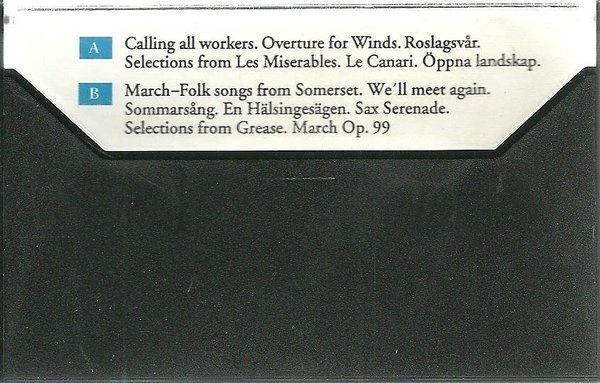 A Calling all workers. Overture for Winds. Roslagsvår.
Selections from Les Miserables. Le Canari. Öppna landskap.
B March–Folk songs from Somerset. We'll meet again.
Sommarsång. En Hälsingesägen. Sax Serenade.
Selections from Grease. March Op. 99